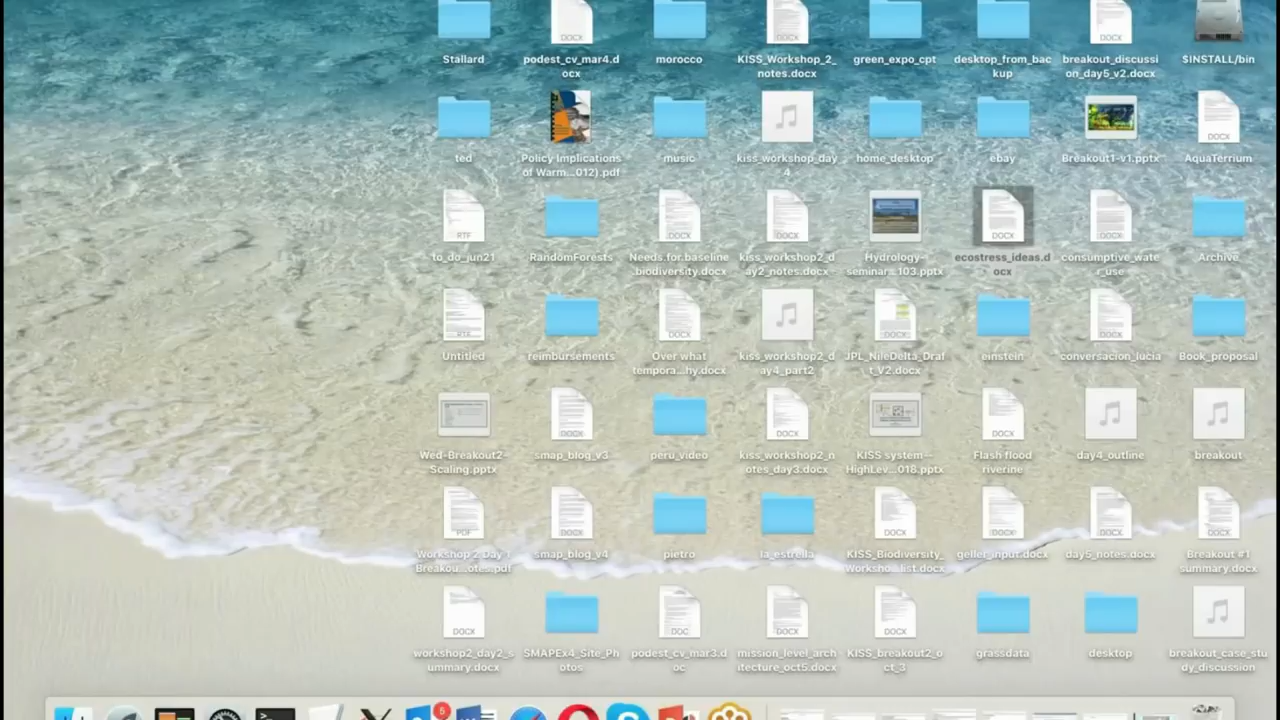 Stallard
podest_cv_mar4.d
ocx
morocco
KISS_Workshop_2_
notes.docx
green_expo_cpt
desktop_from_bac
kup
breakout_discussi
on_day5_v2.docx
$INSTALL/bin
ted
Policy Implications
of Warm...012).pdf
music
kiss_workshop_day
4
home_desktop
ebay
Breakout1-v1.pptx
AquaTerrium
to_do_jun21
RandomForests
Needs.for.baseline
.biodiversity.docx
kiss_workshop2_d
ay2_notes.docx
Hydrology-
seminar...103.pptx
ecostress_ideas.d
ocx
consumptive_wate
r_use
Archive
Untitled
reimbursements
Over what
tempora...hy.docx
kiss_workshop2_d
ay4_part2
JPL_NileDelta_Draf
t_V2.docx
einstein
conversacion_lucia
Book_proposal
Wed-Breakout2-
Scaling.pptx
smap_blog_v3
peru_video
kiss_workshop2_n
otes_day3.docx
KISS system--
HighLev...018.pptx
Flash flood
riverine
day4_outline
breakout
Workshop 2 Day 1
Breakou...otes.pdf
smap_blog_v4
pietro
la_estrella
KISS_Biodiversity_
Workshop
list.docx
geller_input.docx
day5_notes.docx
Breakout #1
summary.docx
workshop2_day2_s
ummary.docx
SMAPEx4_Site_Ph
otos
podest_cv_mar3.d
oc
mission_level_arch
itecture_oct5.docx
KISS_breakout2_o
ct_3
grassdata
desktop
breakout_case_stu
dy_discussion
5